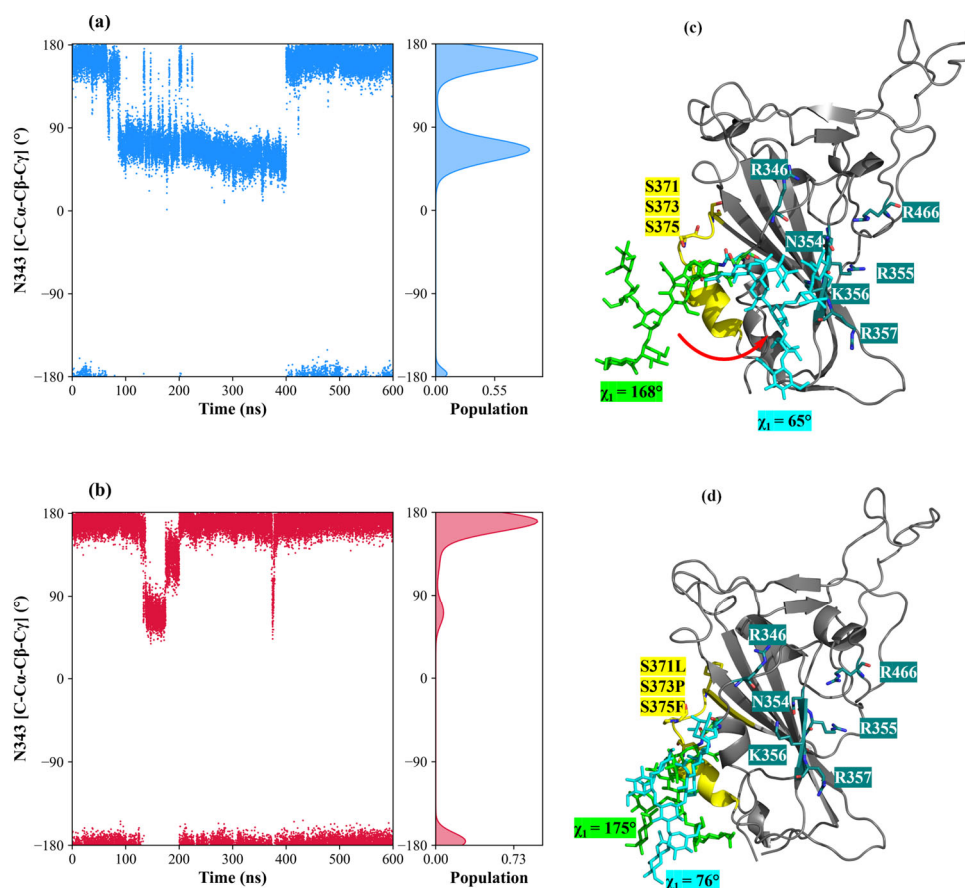 (a)
180
90
0
−90
−180
N343 [C-Cα-Cβ-Cγ] (°)
0
100
200
300
400
500
600
Time (ns)
180
90
0
−90
−180
0.00
0.55
Population
(c)
R346
S371
S373
S375
R466
N354
R355
K356
R357
χ₁ = 168°
χ₁ = 65°
(b)
180
90
0
−90
−180
N343 [C-Cα-Cβ-Cγ] (°)
0
100
200
300
400
500
600
Time (ns)
180
90
0
−90
−180
0.00
0.73
Population
(d)
R346
S371L
S373P
S375F
R466
N354
R355
K356
R357
χ₁ = 175°
χ₁ = 76°